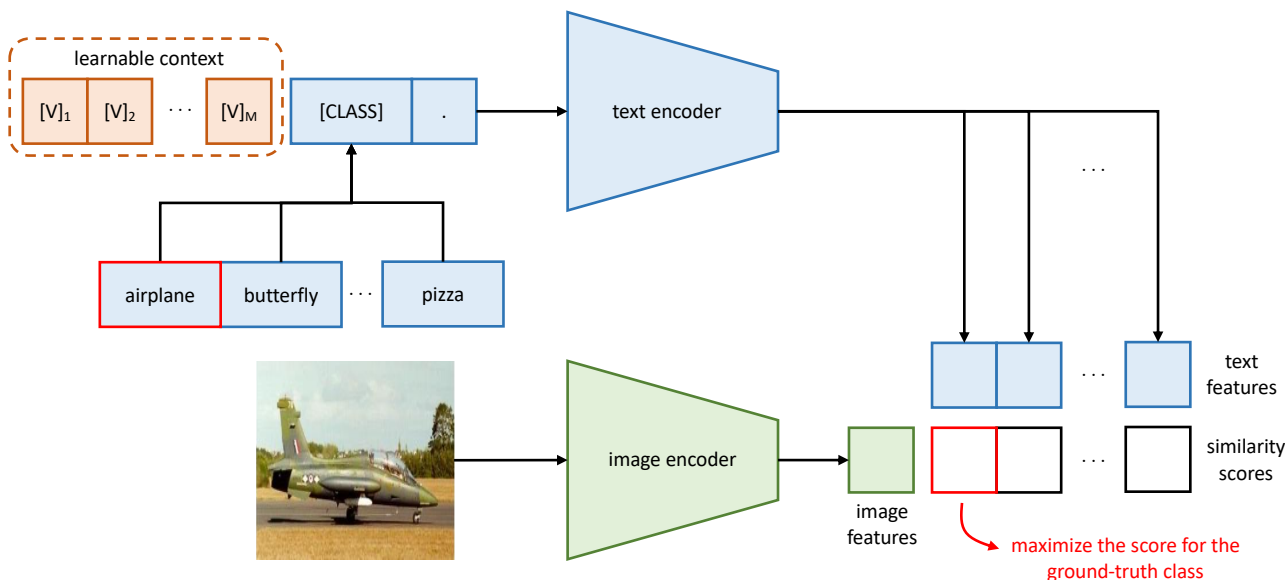 learnable context
[V]₁ [V]₂ · · · [V]M [CLASS] .
text encoder
· · ·
airplane butterfly · · · pizza
· · · text
features
image encoder
· · · similarity
scores
image
features
maximize the score for the
ground-truth class